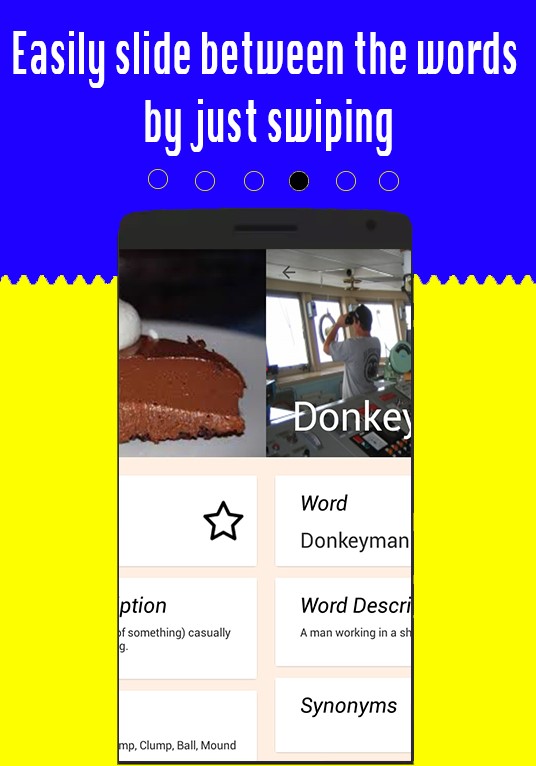 Easily slide between the words
by just swiping
Donkey
Word
Donkeyman
ption
of something) casually
g.
Word Descri
A man working in a sh
Synonyms
mp, Clump, Ball, Mound